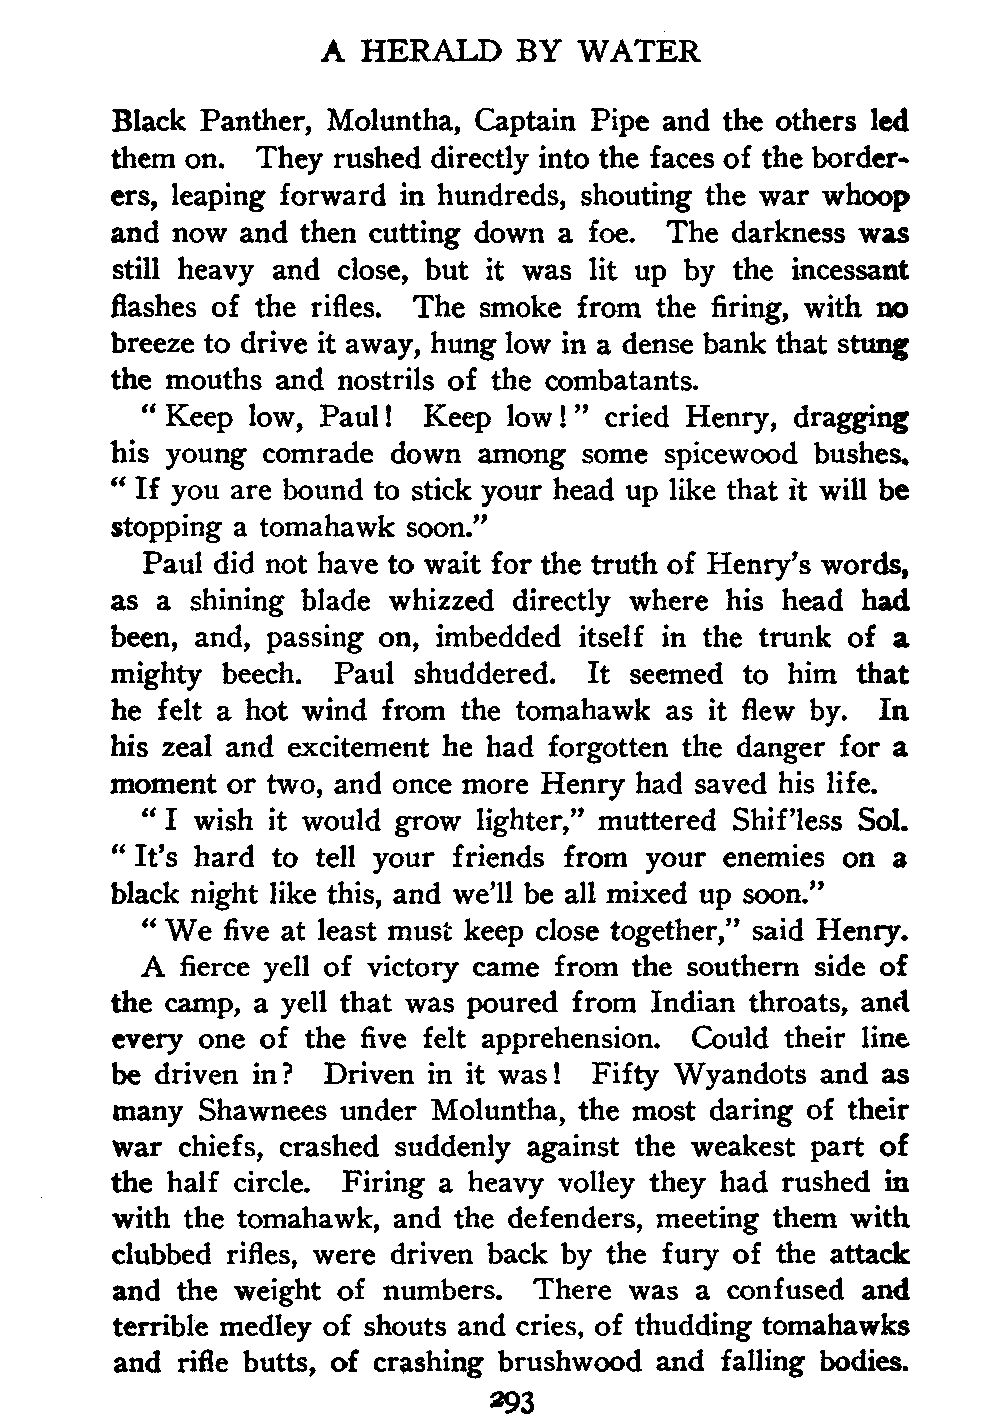 A HERALD BY WATER
Black Panther, Moluntha, Captain Pipe and the others led
them on. They rushed directly into the faces of the border-
ers, leaping forward in hundreds, shouting the war whoop
and now and then cutting down a foe. The darkness was
still heavy and close, but it was lit up by the incessant
flashes of the rifles. The smoke from the firing, with no
breeze to drive it away, hung low in a dense bank that stung
the mouths and nostrils of the combatants.
" Keep low, Paul! Keep low!" cried Henry, dragging
his young comrade down among some spicewood bushes.
" If you are bound to stick your head up like that it will be
stopping a tomahawk soon."
Paul did not have to wait for the truth of Henry's words,
as a shining blade whizzed directly where his head had
been, and, passing on, imbedded itself in the trunk of a
mighty beech. Paul shuddered. It seemed to him that
he felt a hot wind from the tomahawk as it flew by. In
his zeal and excitement he had forgotten the danger for a
moment or two, and once more Henry had saved his life.
" I wish it would grow lighter," muttered Shif'less Sol.
" It's hard to tell your friends from your enemies on a
black night like this, and we'll be all mixed up soon."
" We five at least must keep close together," said Henry.
A fierce yell of victory came from the southern side of
the camp, a yell that was poured from Indian throats, and
every one of the five felt apprehension. Could their line
be driven in? Driven in it was! Fifty Wyandots and as
many Shawnees under Moluntha, the most daring of their
war chiefs, crashed suddenly against the weakest part of
the half circle. Firing a heavy volley they had rushed in
with the tomahawk, and the defenders, meeting them with
clubbed rifles, were driven back by the fury of the attack
and the weight of numbers. There was a confused and
terrible medley of shouts and cries, of thudding tomahawks
and rifle butts, of crashing brushwood and falling bodies.
293